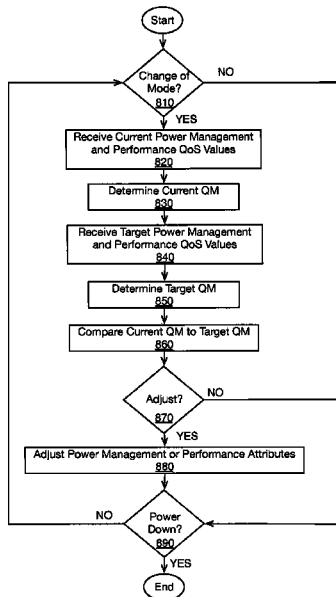 Start
Change of
Mode?
810
NO
YES
Receive Current Power Management
and Performance QoS Values
820
Determine Current QM
830
Receive Target Power Management
and Performance QoS Values
840
Determine Target QM
850
Compare Current QM to Target QM
860
Adjust?
870
NO
YES
Adjust Power Management or Performance Attributes
880
NO
Power
Down?
890
YES
End